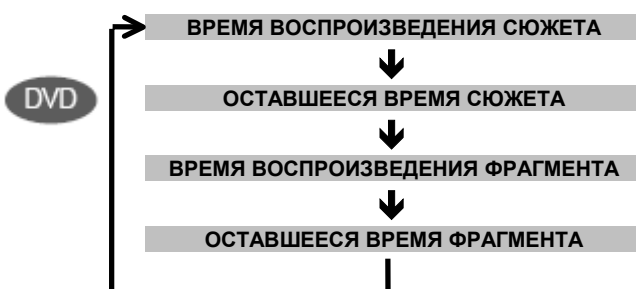 ВРЕМЯ ВОСПРОИЗВЕДЕНИЯ СЮЖЕТА
DVD
ОСТАВШЕЕСЯ ВРЕМЯ СЮЖЕТА
ВРЕМЯ ВОСПРОИЗВЕДЕНИЯ ФРАГМЕНТА
ОСТАВШЕЕСЯ ВРЕМЯ ФРАГМЕНТА